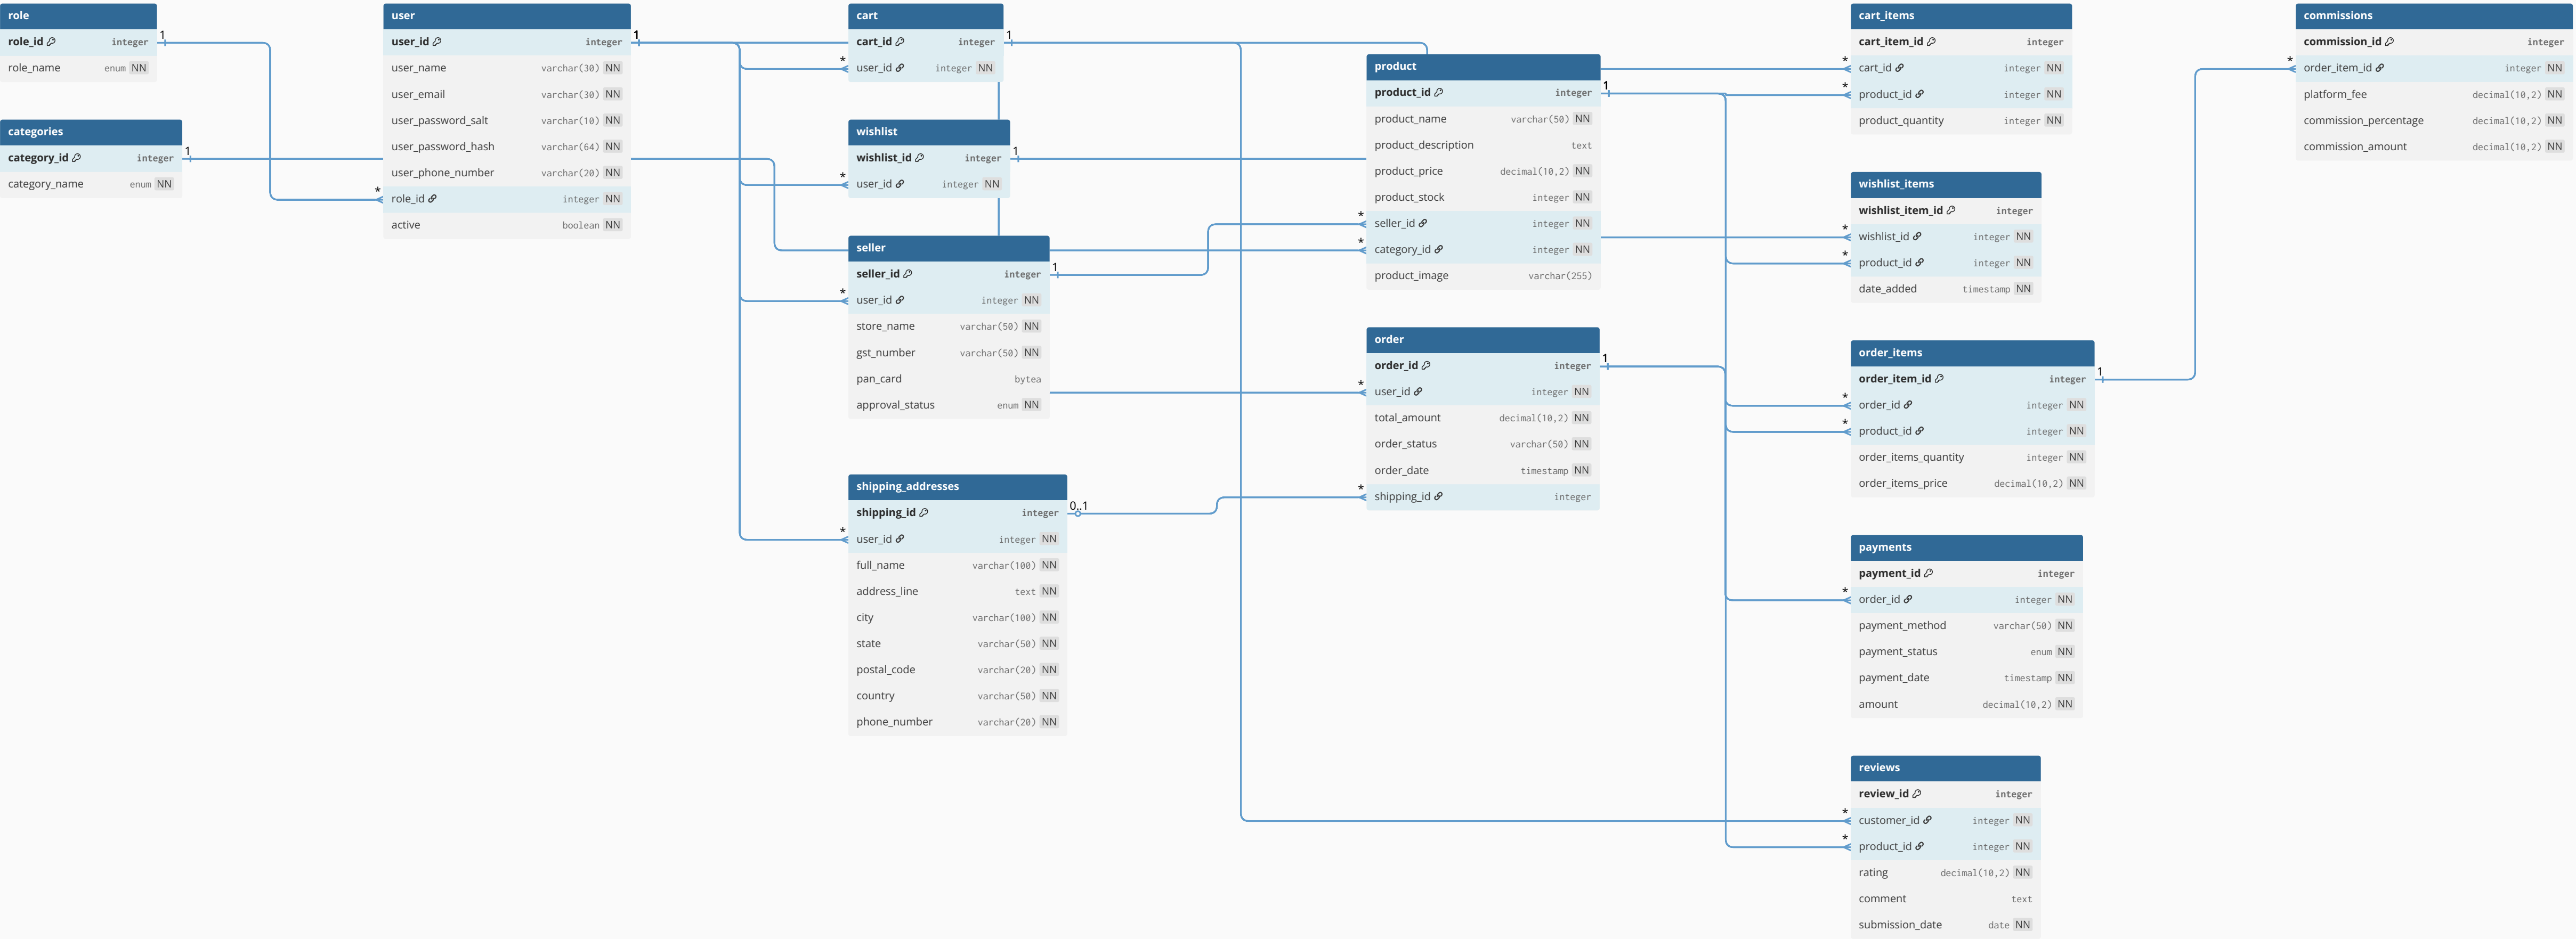 role
role_id integer
role_name enum NN
categories
category_id integer
category_name enum NN
user
user_id integer
user_name varchar(30) NN
user_email varchar(30) NN
user_password_salt varchar(10) NN
user_password_hash varchar(64) NN
user_phone_number varchar(20) NN
role_id integer NN
active boolean NN
cart
cart_id integer
user_id integer NN
wishlist
wishlist_id integer
user_id integer NN
seller
seller_id integer
user_id integer NN
store_name varchar(50) NN
gst_number varchar(50) NN
pan_card bytea
approval_status enum NN
shipping_addresses
shipping_id integer
user_id integer NN
full_name varchar(100) NN
address_line text NN
city varchar(100) NN
state varchar(50) NN
postal_code varchar(20) NN
country varchar(50) NN
phone_number varchar(20) NN
product
product_id integer
product_name varchar(50) NN
product_description text
product_price decimal(10,2) NN
product_stock integer NN
seller_id integer NN
category_id integer NN
product_image varchar(255)
order
order_id integer
user_id integer NN
total_amount decimal(10,2) NN
order_status varchar(50) NN
order_date timestamp NN
shipping_id integer
cart_items
cart_item_id integer
cart_id integer NN
product_id integer NN
product_quantity integer NN
wishlist_items
wishlist_item_id integer
wishlist_id integer NN
product_id integer NN
date_added timestamp NN
order_items
order_item_id integer
order_id integer NN
product_id integer NN
order_items_quantity integer NN
order_items_price decimal(10,2) NN
payments
payment_id integer
order_id integer NN
payment_method varchar(50) NN
payment_status enum NN
payment_date timestamp NN
amount decimal(10,2) NN
reviews
review_id integer
customer_id integer NN
product_id integer NN
rating decimal(10,2) NN
comment text
submission_date date NN
commissions
commission_id integer
order_item_id integer NN
platform_fee decimal(10,2) NN
commission_percentage decimal(10,2) NN
commission_amount decimal(10,2) NN
1
1
*
1
*
*
*
*
1
1
1
0..1
*
*
*
*
1
1
*
*
*
*
*
*
*
*
*
1
*